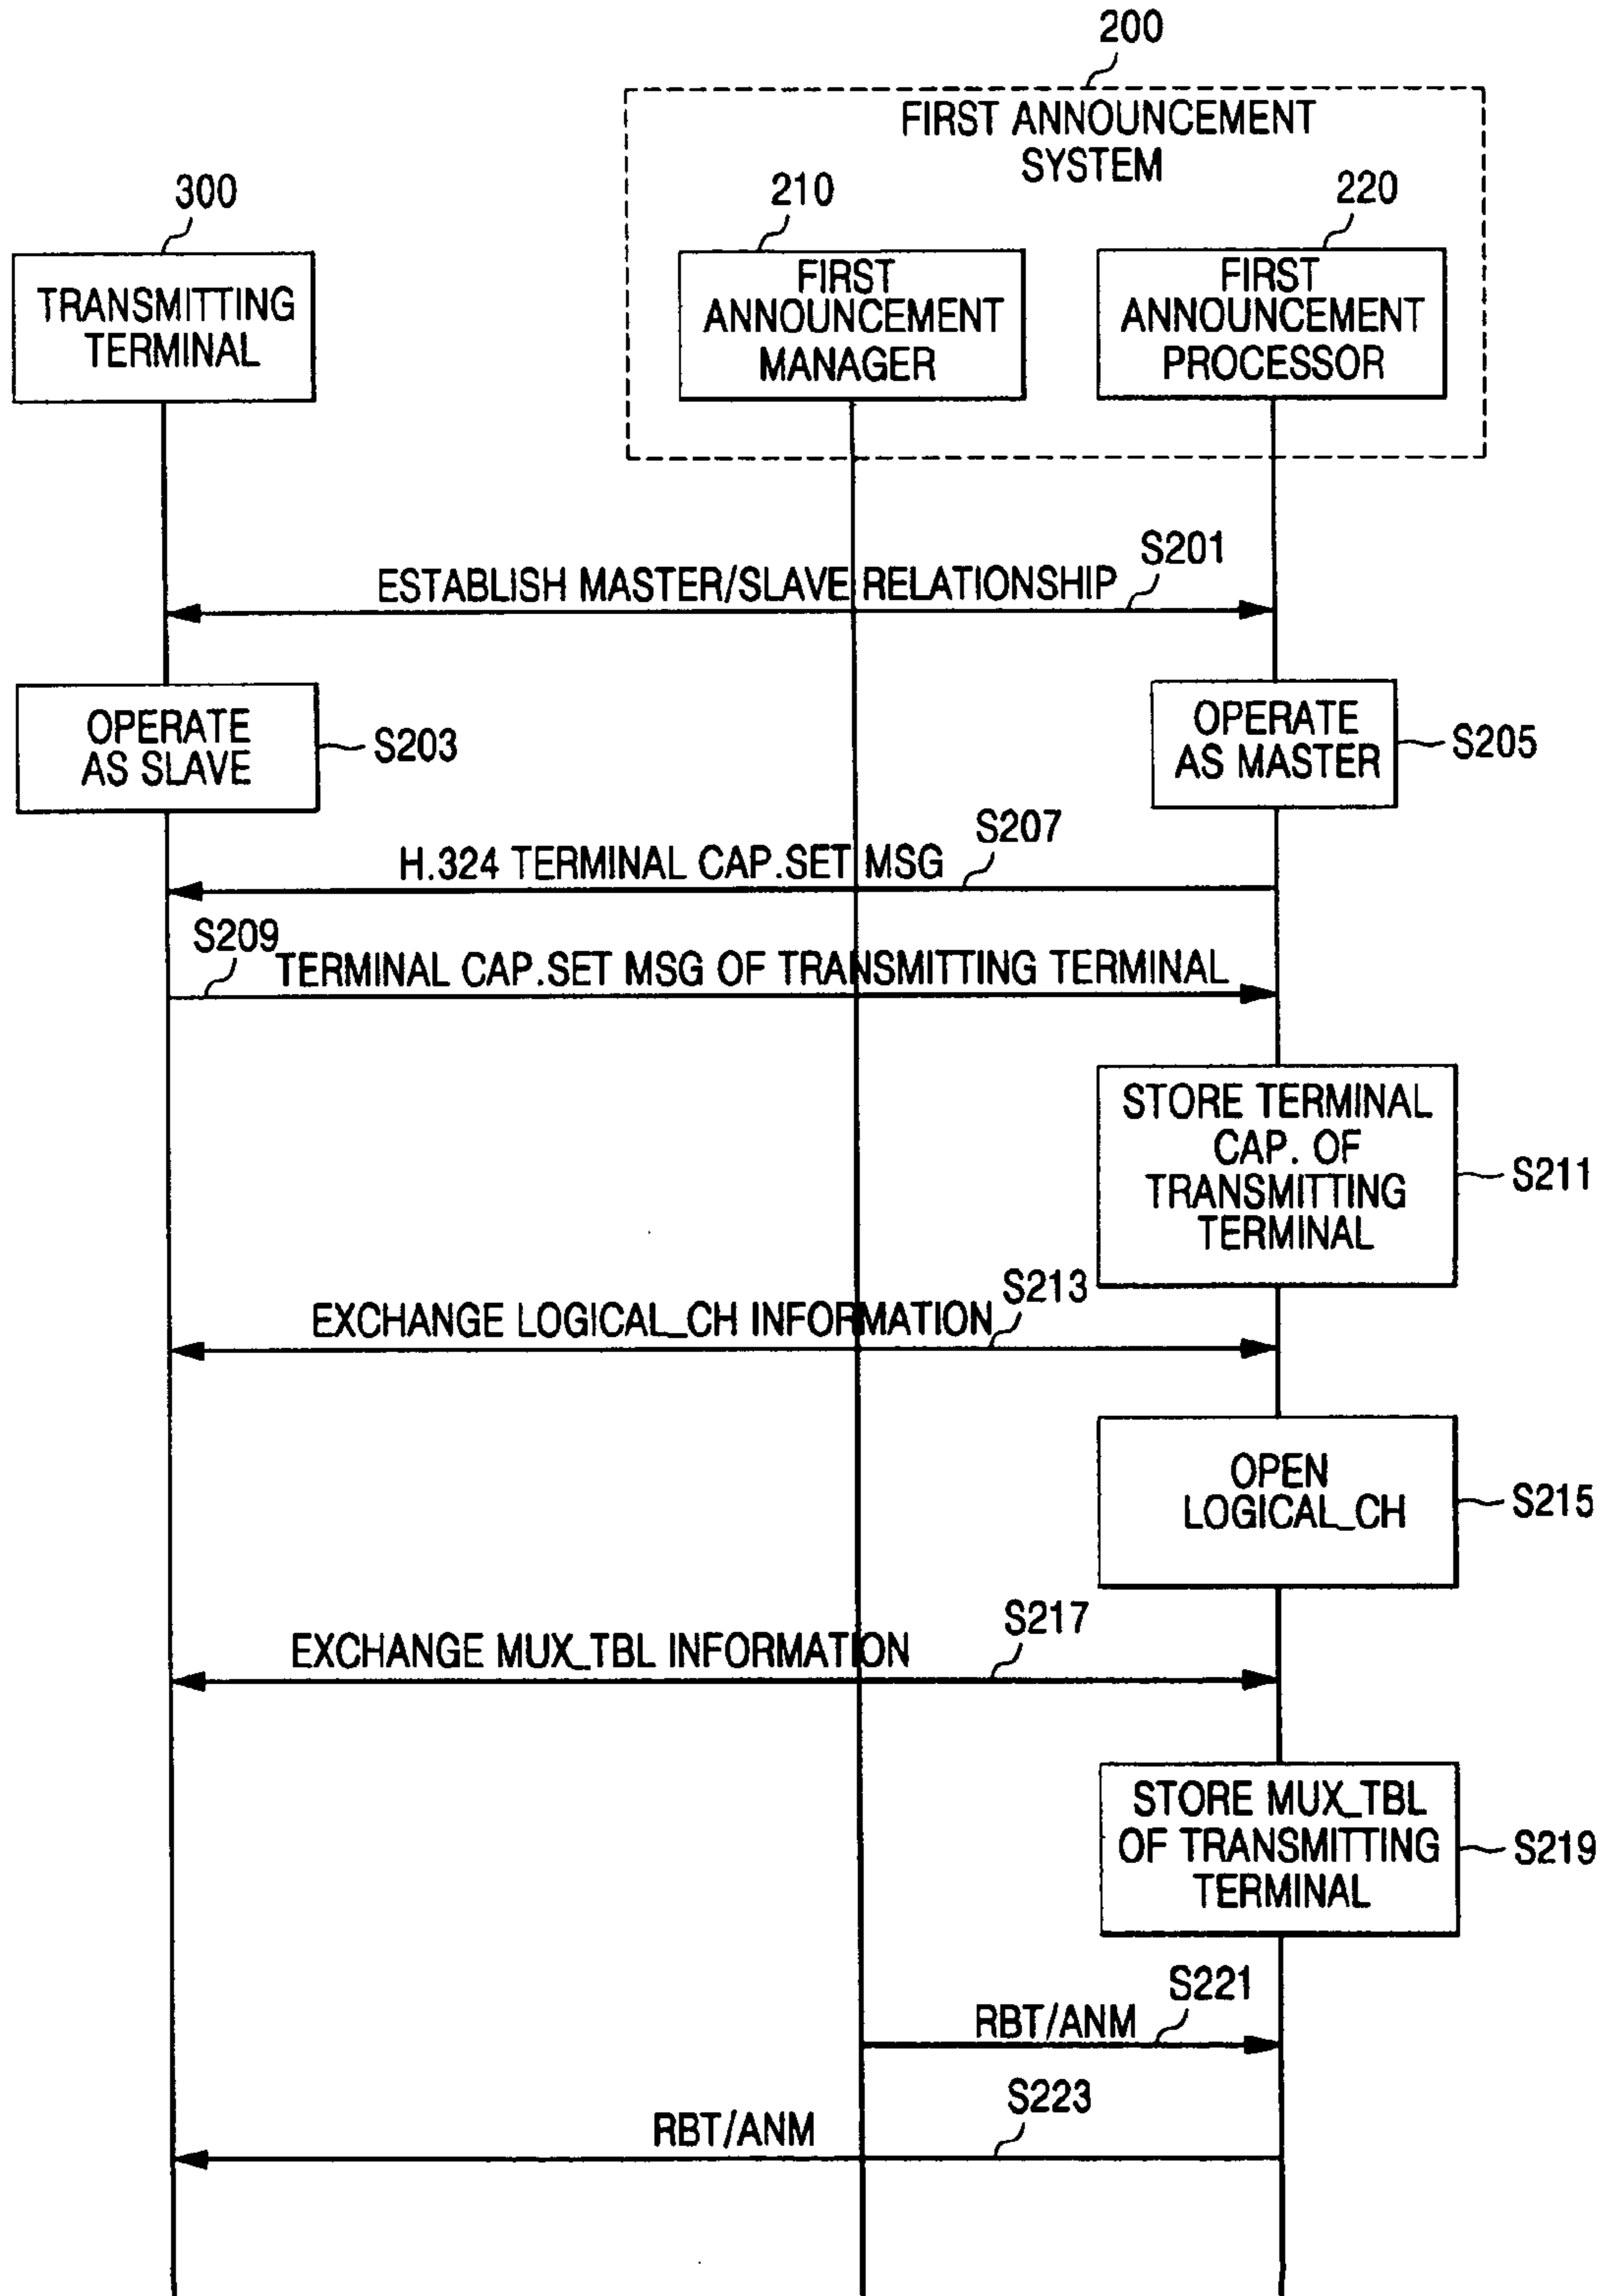 200
FIRST ANNOUNCEMENT
SYSTEM
300
210
220
TRANSMITTING
TERMINAL
FIRST
ANNOUNCEMENT
MANAGER
FIRST
ANNOUNCEMENT
PROCESSOR
S201
ESTABLISH MASTER/SLAVE RELATIONSHIP
OPERATE
AS SLAVE
S203
OPERATE
AS MASTER
S205
S207
H.324 TERMINAL CAP.SET MSG
S209
TERMINAL CAP.SET MSG OF TRANSMITTING TERMINAL
STORE TERMINAL
CAP. OF
TRANSMITTING
TERMINAL
S211
S213
EXCHANGE LOGICAL_CH INFORMATION
OPEN
LOGICAL_CH
S215
S217
EXCHANGE MUX_TBL INFORMATION
STORE MUX_TBL
OF TRANSMITTING
TERMINAL
S219
S221
RBT/ANM
S223
RBT/ANM